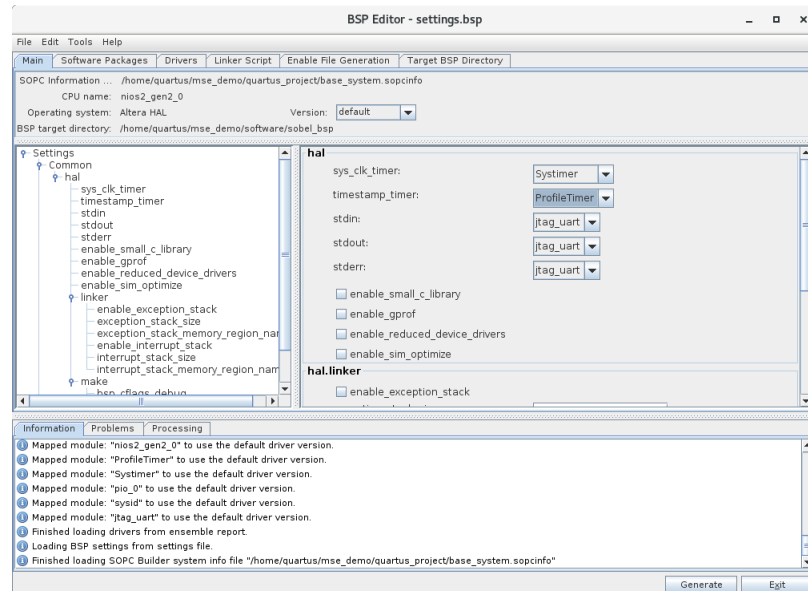 BSP Editor - settings.bsp
File Edit Tools Help
Main Software Packages Drivers Linker Script Enable File Generation Target BSP Directory
SOPC Information ... /home/quartus/mse_demo/quartus_project/base_system.sopcinfo
CPU name: nios2_gen2_0
Operating system: Altera HAL Version: default
BSP target directory: /home/quartus/mse_demo/software/sobel_bsp
Settings
Common
hal
sys_clk_timer
timestamp_timer
stdin
stdout
stderr
enable_small_c_library
enable_gprof
enable_reduced_device_drivers
enable_sim_optimize
linker
enable_exception_stack
exception_stack_size
exception_stack_memory_region_nar
enable_interrupt_stack
interrupt_stack_size
interrupt_stack_memory_region_nam
make
bsp_cflags_debug
hal
sys_clk_timer: Systimer
timestamp_timer: ProfileTimer
stdin: jtag_uart
stdout: jtag_uart
stderr: jtag_uart
enable_small_c_library
enable_gprof
enable_reduced_device_drivers
enable_sim_optimize
hal.linker
enable_exception_stack
Information Problems Processing
Mapped module: "nios2_gen2_0" to use the default driver version.
Mapped module: "ProfileTimer" to use the default driver version.
Mapped module: "Systimer" to use the default driver version.
Mapped module: "pio_0" to use the default driver version.
Mapped module: "sysid" to use the default driver version.
Mapped module: "jtag_uart" to use the default driver version.
Finished loading drivers from ensemble report.
Loading BSP settings from settings file.
Finished loading SOPC Builder system info file "/home/quartus/mse_demo/quartus_project/base_system.sopcinfo"
Generate Exit